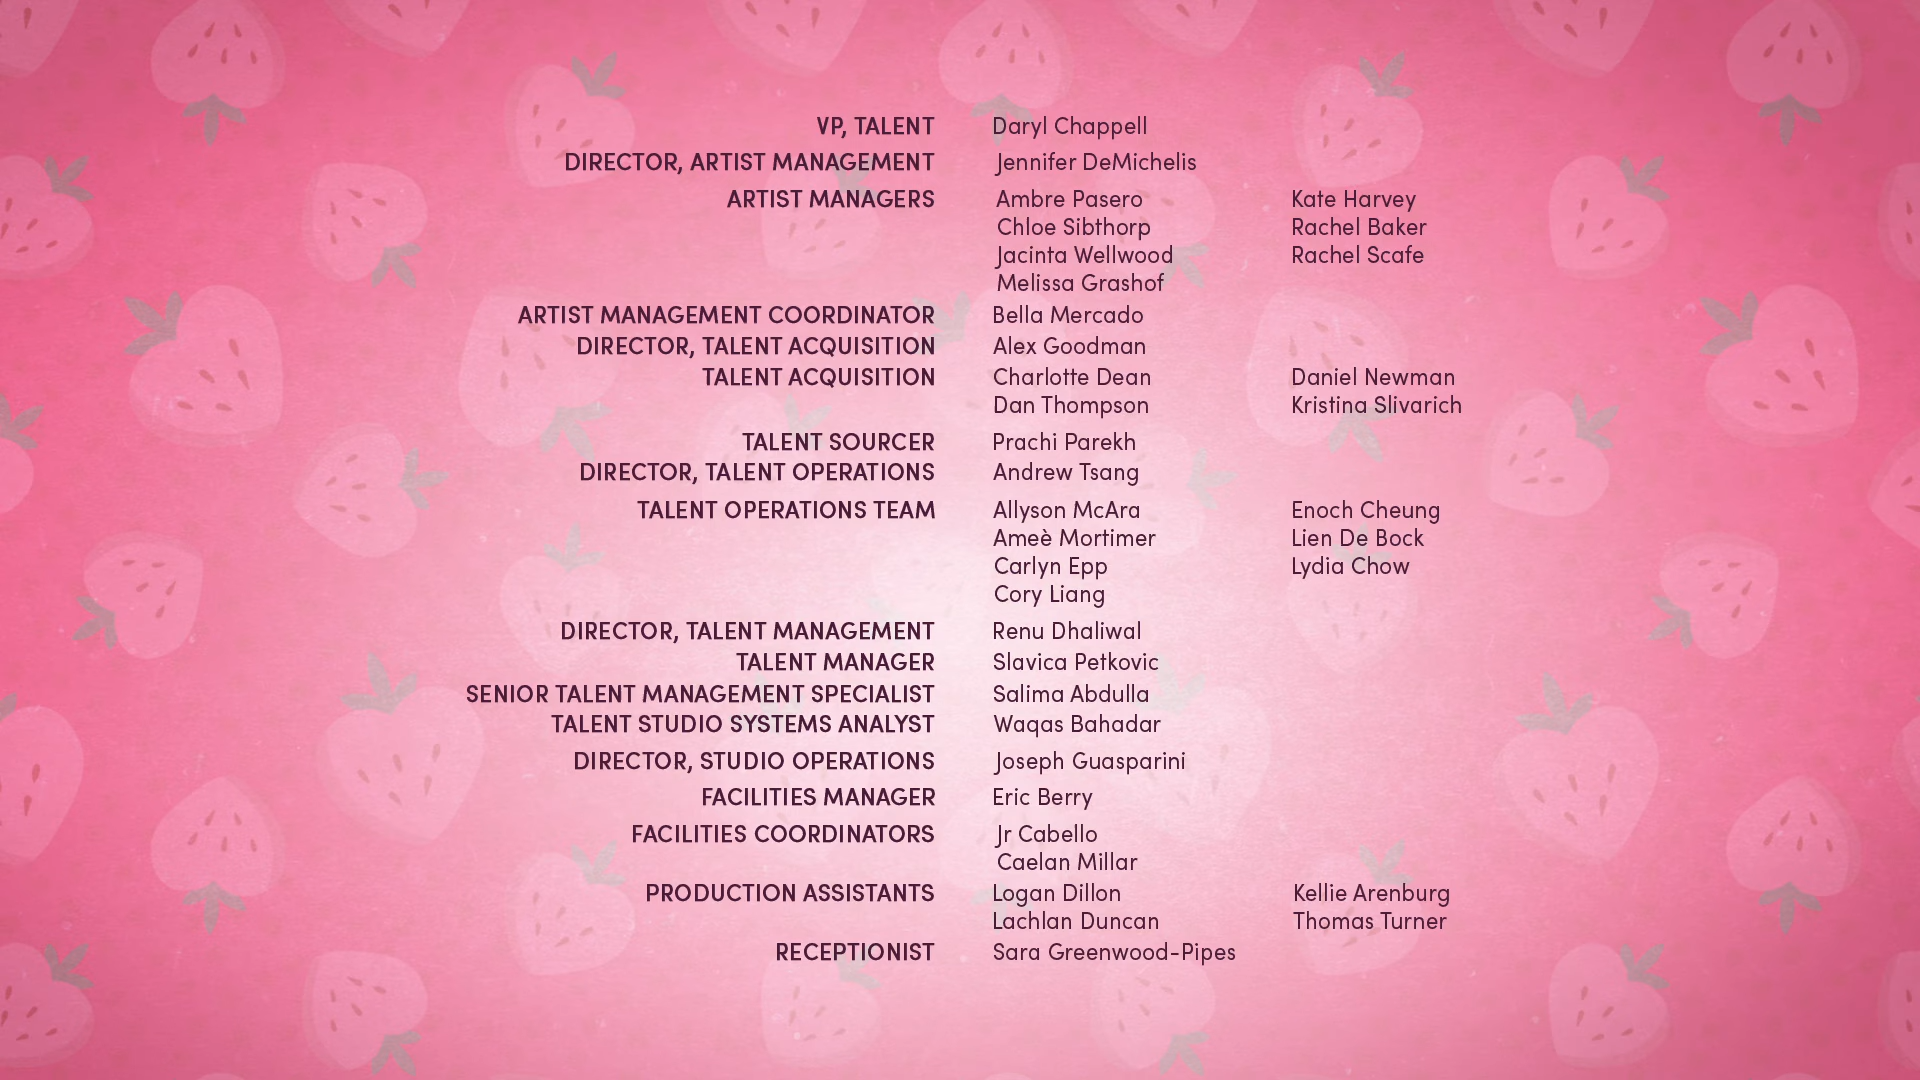 VP, TALENT Daryl Chappell
DIRECTOR, ARTIST MANAGEMENT Jennifer DeMichelis
ARTIST MANAGERS Ambre Pasero Kate Harvey
Chloe Sibthorp Rachel Baker
Jacinta Wellwood Rachel Scafe
Melissa Grashof
ARTIST MANAGEMENT COORDINATOR Bella Mercado
DIRECTOR, TALENT ACQUISITION Alex Goodman
TALENT ACQUISITION Charlotte Dean Daniel Newman
Dan Thompson Kristina Slivarich
TALENT SOURCER Prachi Parekh
DIRECTOR, TALENT OPERATIONS Andrew Tsang
TALENT OPERATIONS TEAM Allyson McAra Enoch Cheung
Ameè Mortimer Lien De Bock
Carlyn Epp Lydia Chow
Cory Liang
DIRECTOR, TALENT MANAGEMENT Renu Dhaliwal
TALENT MANAGER Slavica Petkovic
SENIOR TALENT MANAGEMENT SPECIALIST Salima Abdulla
TALENT STUDIO SYSTEMS ANALYST Waqas Bahadar
DIRECTOR, STUDIO OPERATIONS Joseph Guasparini
FACILITIES MANAGER Eric Berry
FACILITIES COORDINATORS Jr Cabello
Caelan Millar
PRODUCTION ASSISTANTS Logan Dillon Kellie Arenburg
Lachlan Duncan Thomas Turner
RECEPTIONIST Sara Greenwood-Pipes